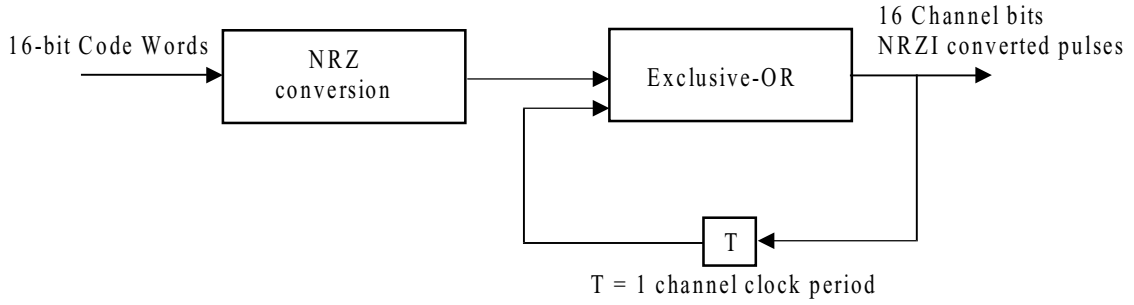 16-bit Code Words
NRZ
conversion
Exclusive-OR
16 Channel bits
NRZI converted pulses
T
T = 1 channel clock period